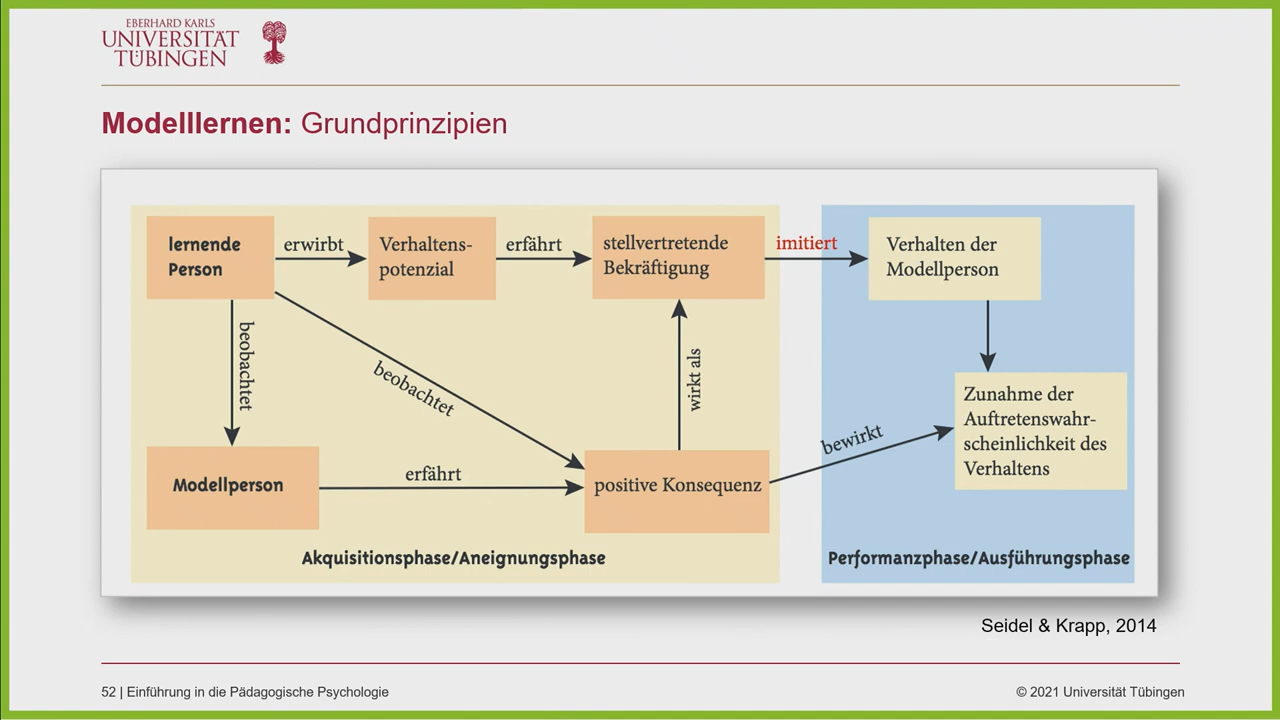 EBERHARD KARLS
UNIVERSITÄT
TÜBINGEN
Modelllernen: Grundprinzipien
lernende
Person
erwirbt
Verhaltens-
potenzial
erfährt
stellvertretende
Bekräftigung
imitiert
Verhalten der
Modellperson
beobachtet
beobachtet
wirkt als
Zunahme der
Auftretenswahr-
scheinlichkeit des
Verhaltens
bewirkt
Modellperson
erfährt
positive Konsequenz
Akquisitionsphase/Aneignungsphase
Performanzphase/Ausführungsphase
Seidel & Krapp, 2014
52 | Einführung in die Pädagogische Psychologie
© 2021 Universität Tübingen